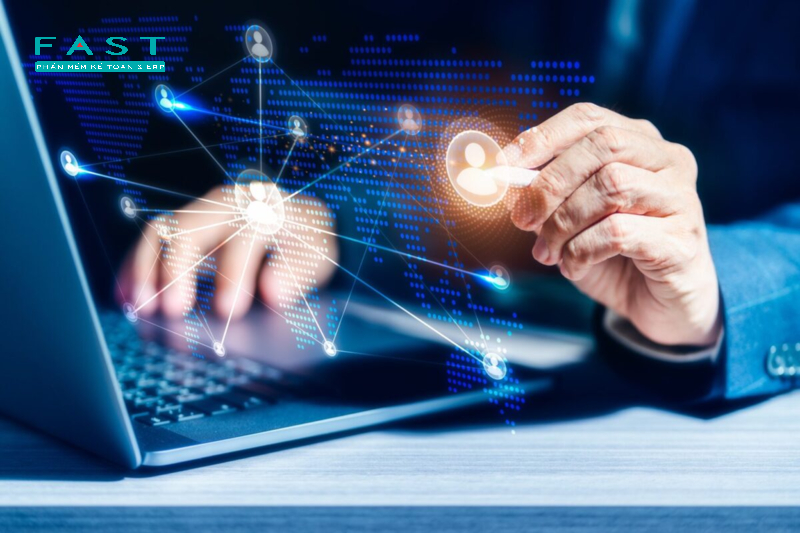 FAST
PHẦN MỀM KẾ TOÁN & ERP